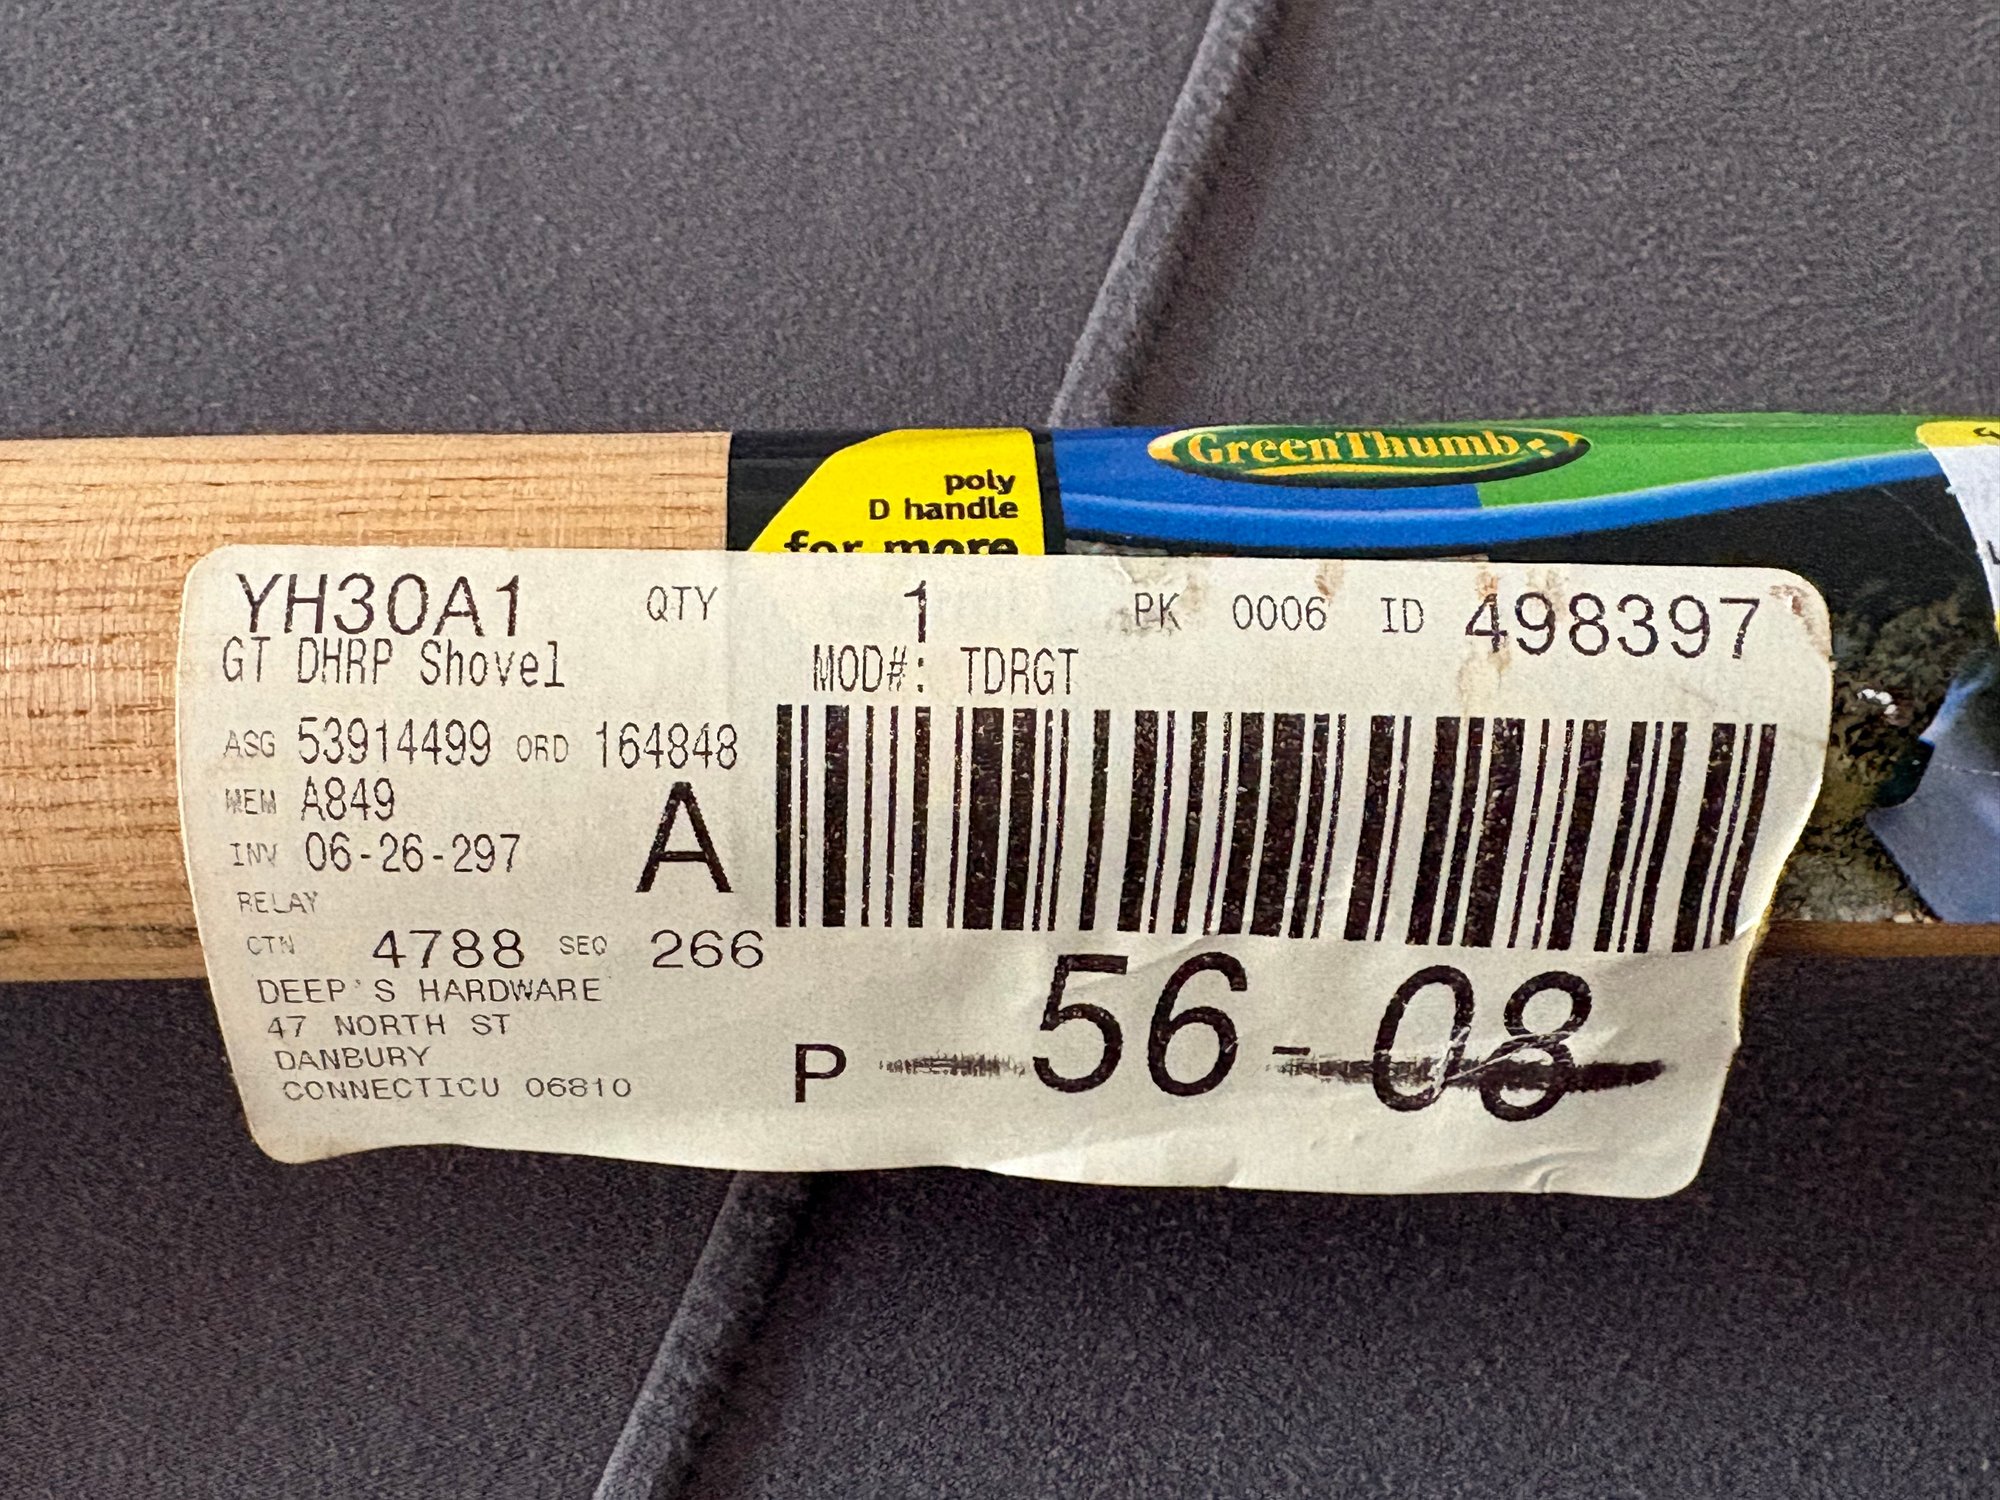 GreenThumb
poly
D handle
for more
YH30A1 QTY 1 PK 0006 ID 498397
GT DHRP Shovel MOD#: TDRGT
ASG 53914499 ORD 164848
MEM A849 A
INV 06-26-297
RELAY
CTN 4788 SEQ 266
DEEP'S HARDWARE
47 NORTH ST
DANBURY
CONNECTICU 06810
P 56-08